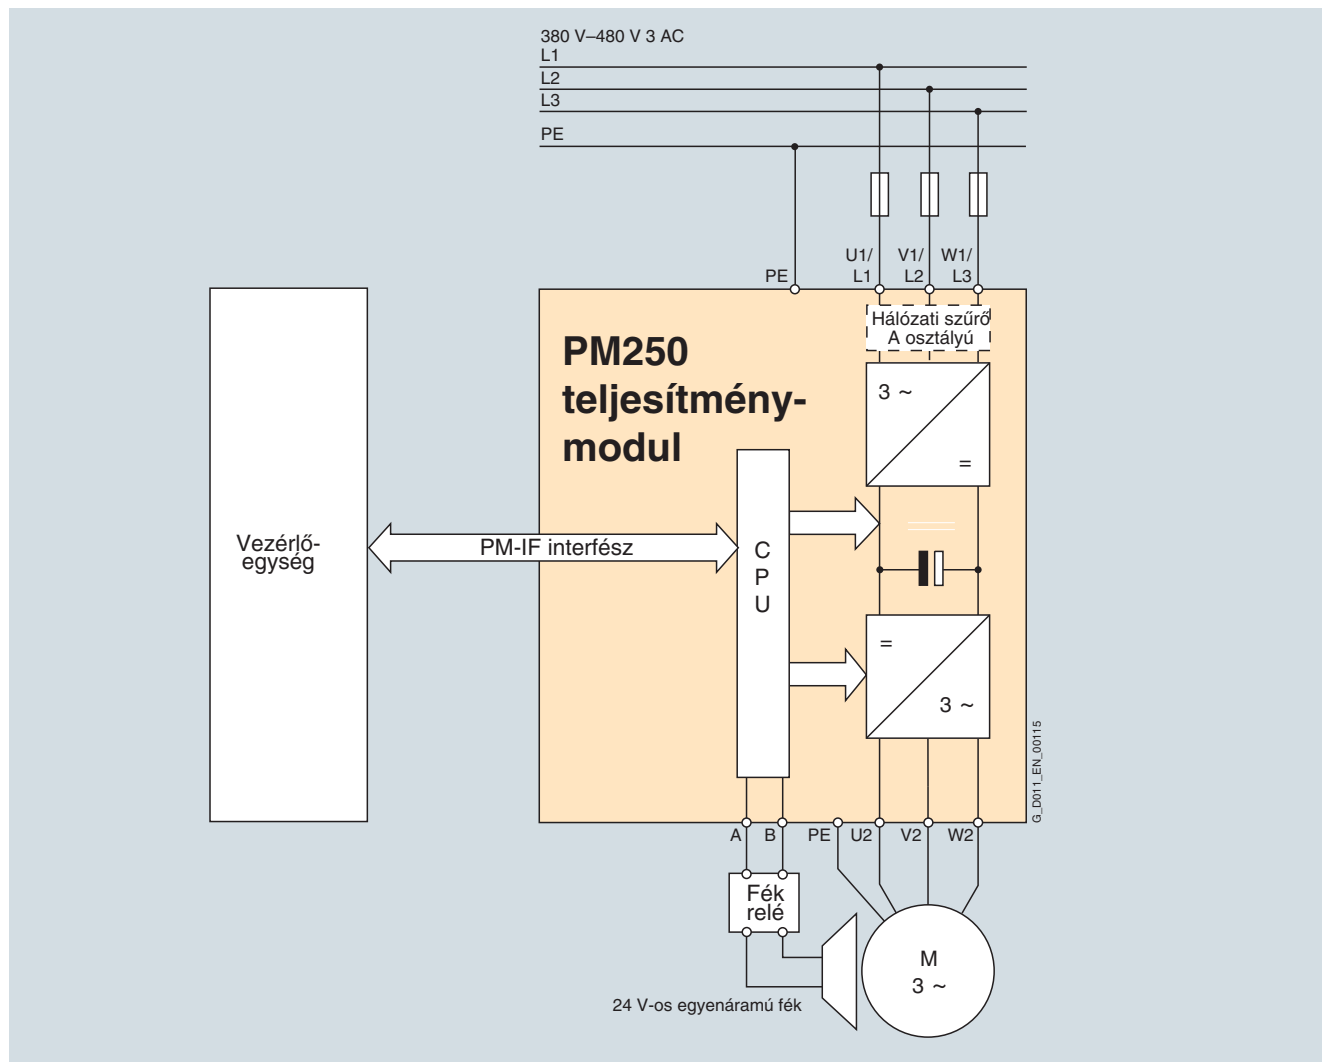 380 V–480 V 3 AC
L1
L2
L3
PE
U1/
V1/
W1/
PE
L1
L2
L3
Hálózati szűrő
A osztályú
PM250
teljesítmény-
modul
3 ~
=
Vezérlő-
egység
PM-IF interfész
C
P
U
=
3 ~
G_D011_EN_00115
A
B
PE
U2
V2
W2
Fék
relé
M
3 ~
24 V-os egyenáramú fék